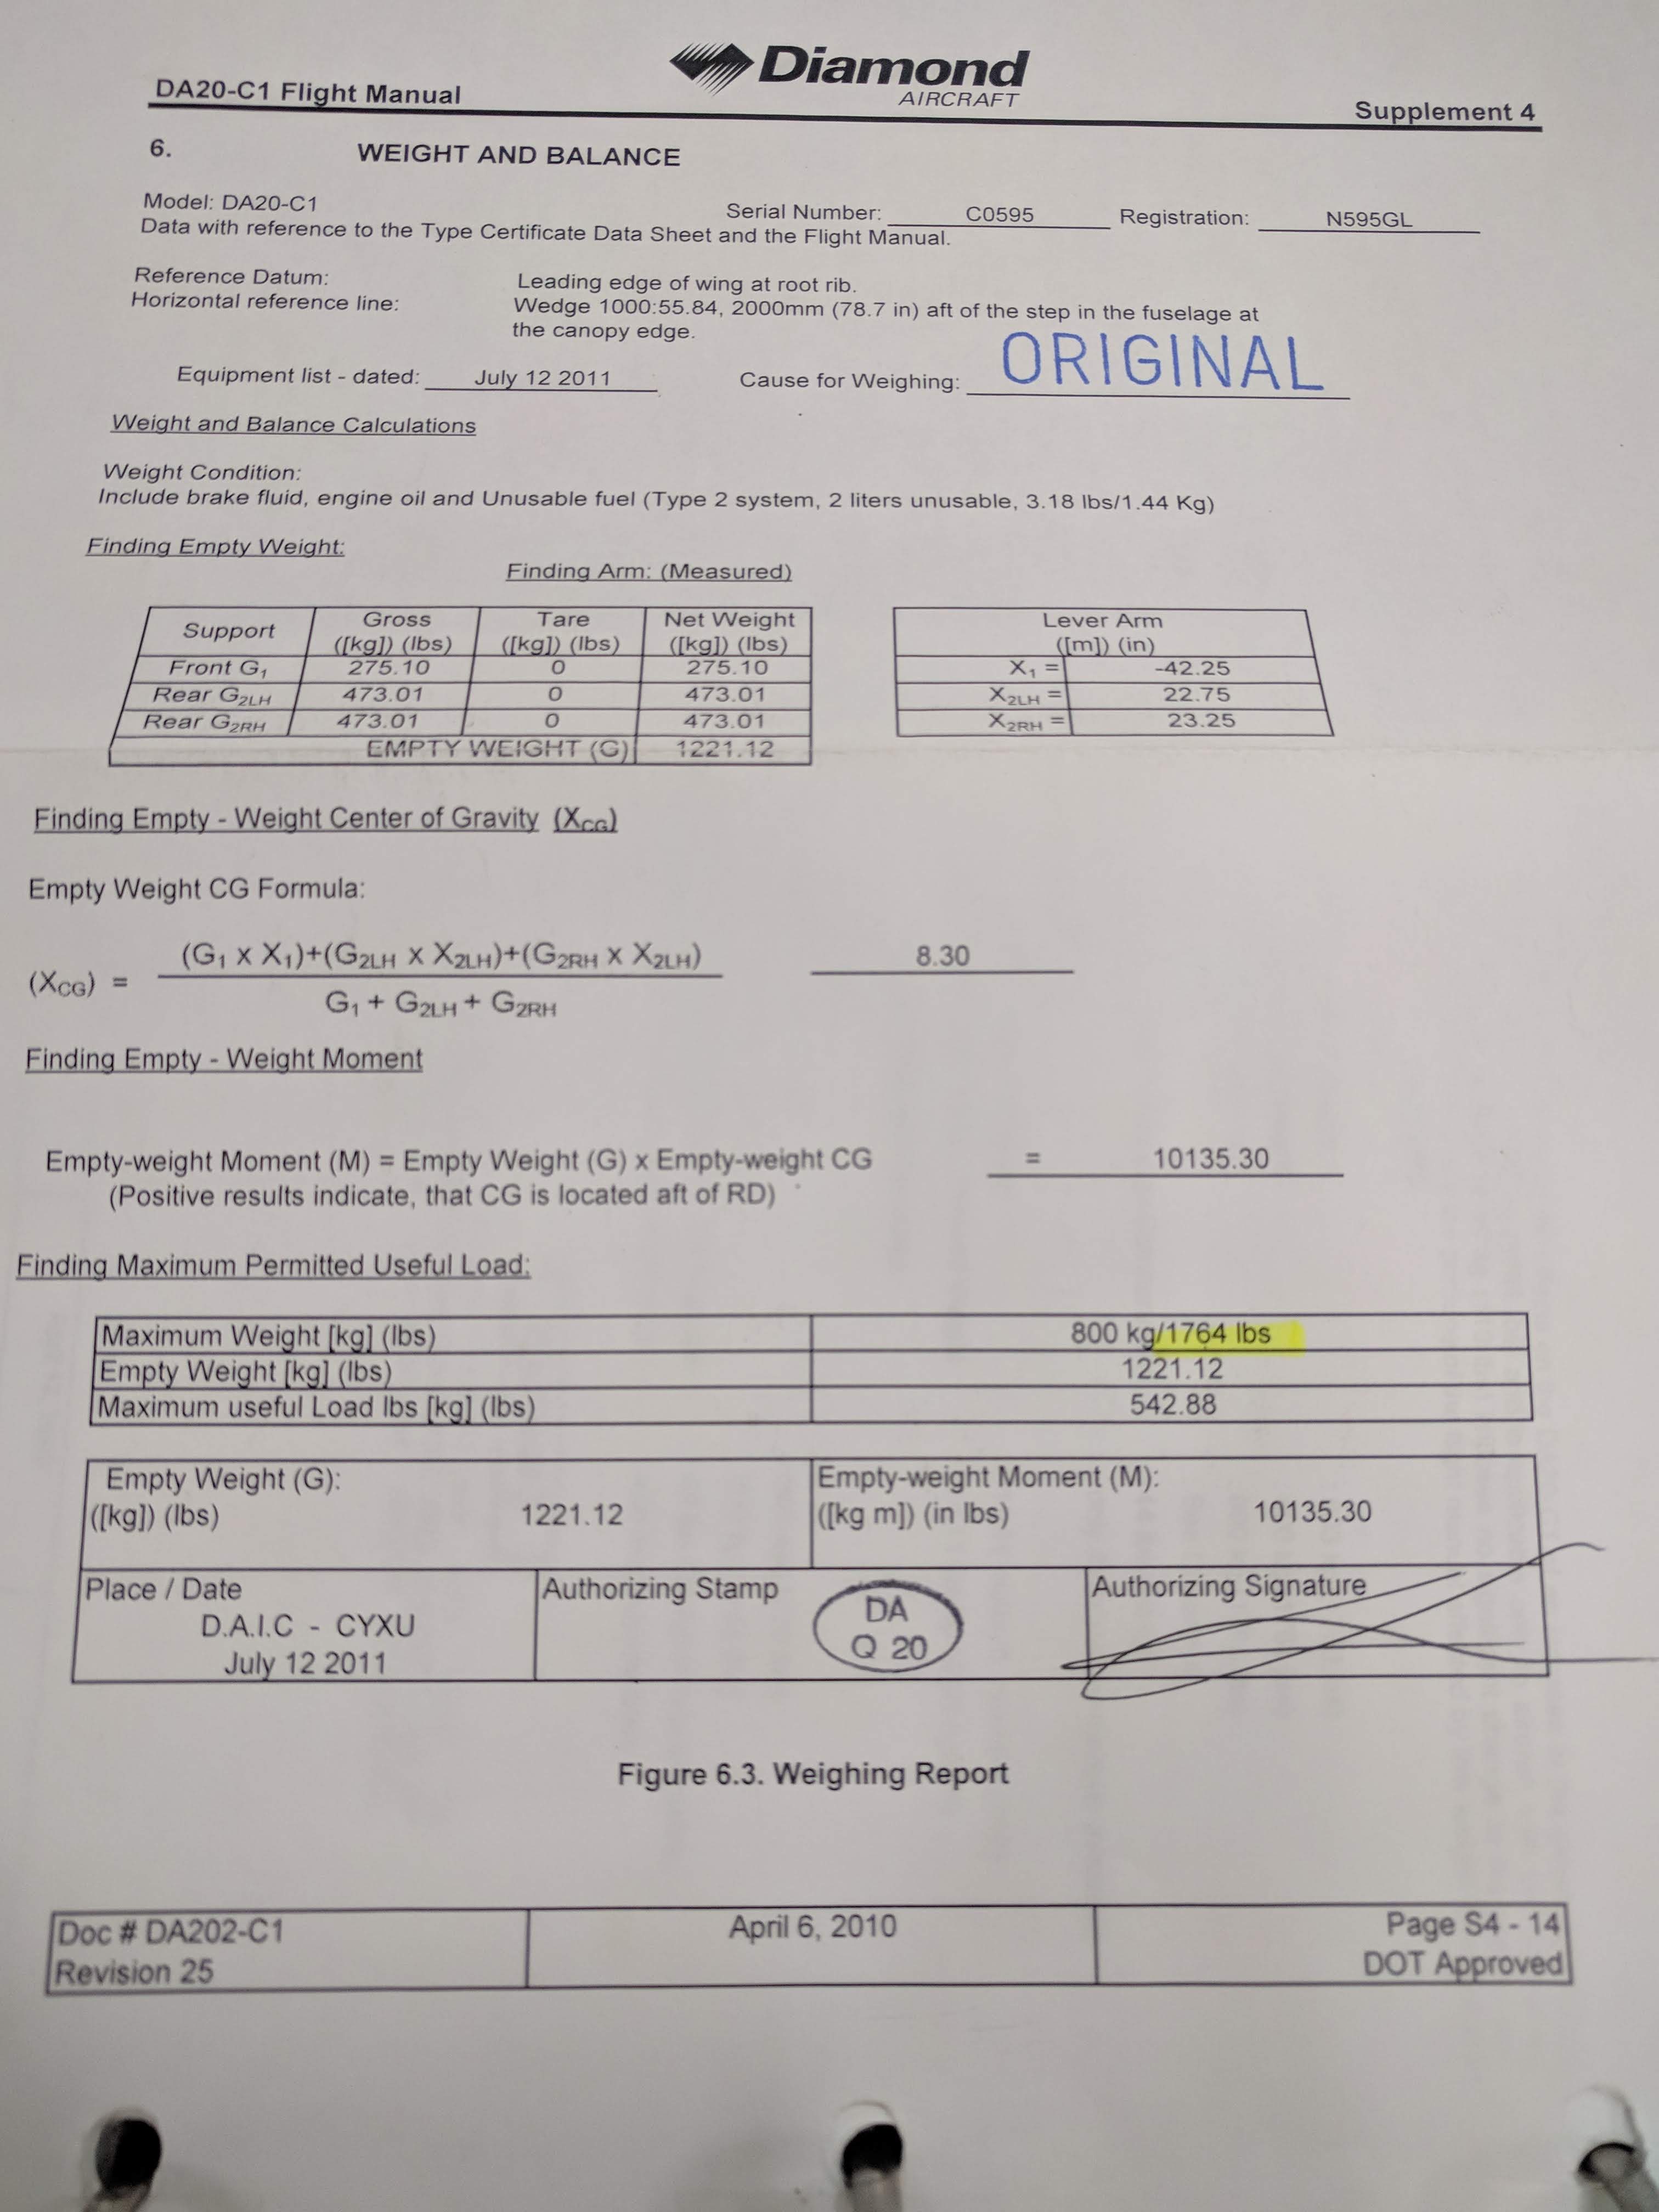 Diamond
AIRCRAFT
DA20-C1 Flight Manual
Supplement 4
6. WEIGHT AND BALANCE
Model: DA20-C1 Serial Number: C0595 Registration: N595GL
Data with reference to the Type Certificate Data Sheet and the Flight Manual.
Reference Datum: Leading edge of wing at root rib.
Horizontal reference line: Wedge 1000:55.84, 2000mm (78.7 in) aft of the step in the fuselage at
the canopy edge.
Equipment list - dated: July 12 2011 Cause for Weighing: ORIGINAL
Weight and Balance Calculations
Weight Condition:
Include brake fluid, engine oil and Unusable fuel (Type 2 system, 2 liters unusable, 3.18 lbs/1.44 Kg)
Finding Empty Weight:
Finding Arm: (Measured)
Support Gross ([kg]) (lbs) Tare ([kg]) (lbs) Net Weight ([kg]) (lbs)
Front G1 275.10 0 275.10
Rear G2LH 473.01 0 473.01
Rear G2RH 473.01 0 473.01
EMPTY WEIGHT (G) 1221.12
Lever Arm
([m]) (in)
X1 = -42.25
X2LH = 22.75
X2RH = 23.25
Finding Empty - Weight Center of Gravity (XCG)
Empty Weight CG Formula:
(XCG) = (G1 x X1)+(G2LH x X2LH)+(G2RH x X2LH) 8.30
G1 + G2LH + G2RH
Finding Empty - Weight Moment
Empty-weight Moment (M) = Empty Weight (G) x Empty-weight CG = 10135.30
(Positive results indicate, that CG is located aft of RD)
Finding Maximum Permitted Useful Load:
Maximum Weight [kg] (lbs) 800 kg/1764 lbs
Empty Weight [kg] (lbs) 1221.12
Maximum useful Load lbs [kg] (lbs) 542.88
Empty Weight (G):
([kg]) (lbs) 1221.12
Empty-weight Moment (M):
([kg m]) (in lbs) 10135.30
Place / Date
D.A.I.C - CYXU
July 12 2011
Authorizing Stamp
DA
Q 20
Authorizing Signature
Figure 6.3. Weighing Report
Doc # DA202-C1
Revision 25
April 6, 2010
Page S4 - 14
DOT Approved